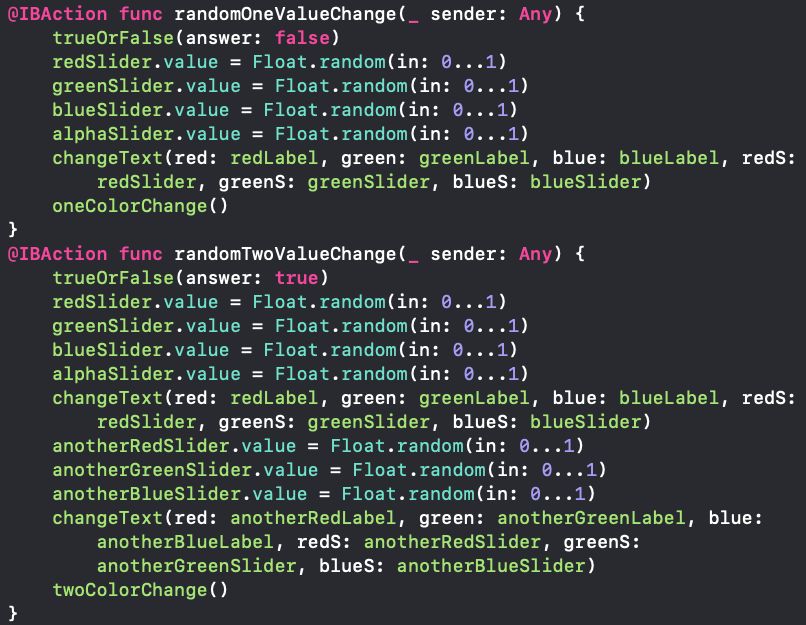 @IBAction func randomOneValueChange(_ sender: Any) {
    trueOrFalse(answer: false)
    redSlider.value = Float.random(in: 0...1)
    greenSlider.value = Float.random(in: 0...1)
    blueSlider.value = Float.random(in: 0...1)
    alphaSlider.value = Float.random(in: 0...1)
    changeText(red: redLabel, green: greenLabel, blue: blueLabel, redS:
        redSlider, greenS: greenSlider, blueS: blueSlider)
    oneColorChange()
}
@IBAction func randomTwoValueChange(_ sender: Any) {
    trueOrFalse(answer: true)
    redSlider.value = Float.random(in: 0...1)
    greenSlider.value = Float.random(in: 0...1)
    blueSlider.value = Float.random(in: 0...1)
    alphaSlider.value = Float.random(in: 0...1)
    changeText(red: redLabel, green: greenLabel, blue: blueLabel, redS:
        redSlider, greenS: greenSlider, blueS: blueSlider)
    anotherRedSlider.value = Float.random(in: 0...1)
    anotherGreenSlider.value = Float.random(in: 0...1)
    anotherBlueSlider.value = Float.random(in: 0...1)
    changeText(red: anotherRedLabel, green: anotherGreenLabel, blue:
        anotherBlueLabel, redS: anotherRedSlider, greenS:
        anotherGreenSlider, blueS: anotherBlueSlider)
    twoColorChange()
}